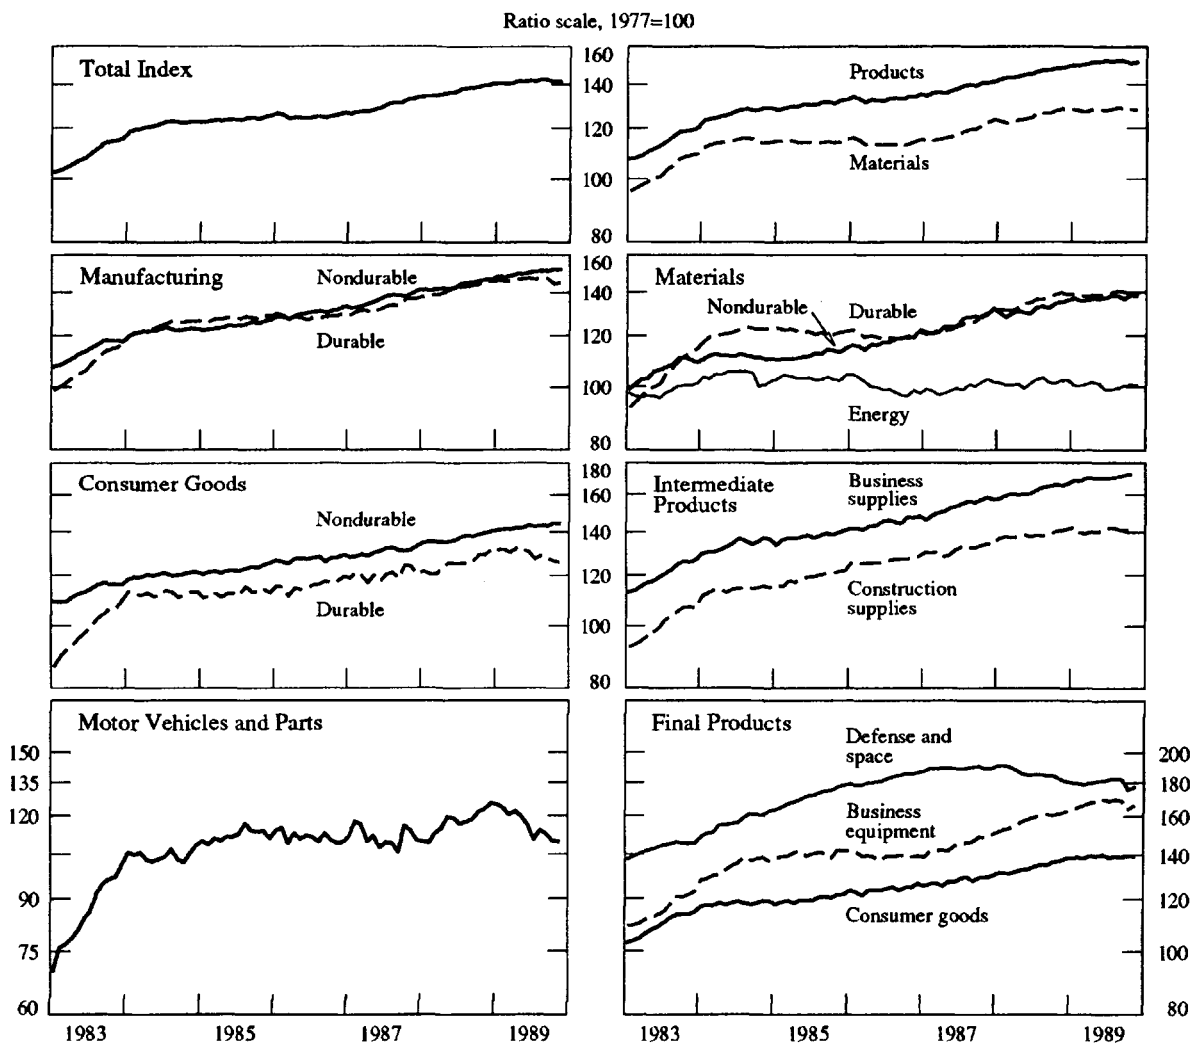 Ratio scale, 1977=100
Total Index
160
140
120
100
80
Products
Materials
Manufacturing
Nondurable
Durable
160
140
120
100
80
Materials
Nondurable
Durable
Energy
Consumer Goods
Nondurable
Durable
180
160
140
120
100
80
Intermediate
Products
Business
supplies
Construction
supplies
Motor Vehicles and Parts
150
135
120
90
75
60
1983
1985
1987
1989
Final Products
Defense and
space
Business
equipment
Consumer goods
200
180
160
140
120
100
80
1983
1985
1987
1989